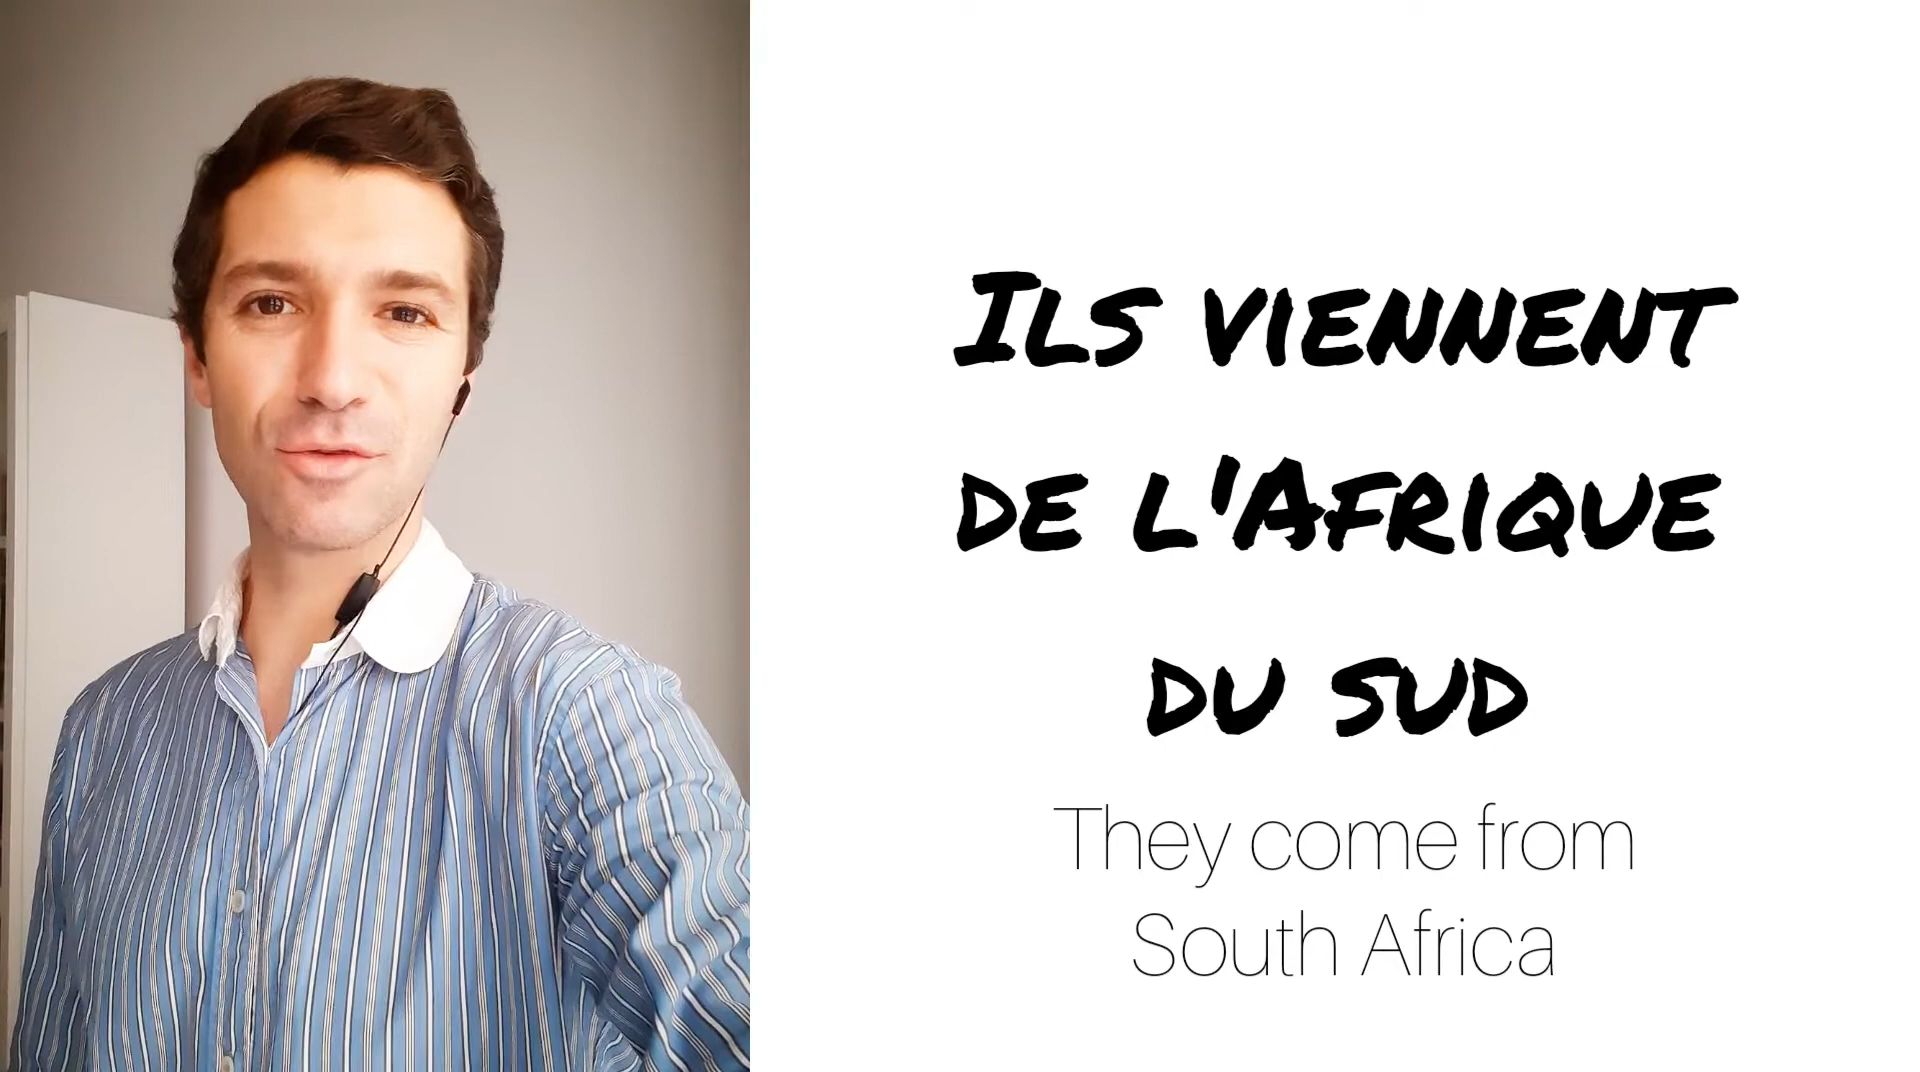 Ils viennent
de l'Afrique
du sud
They come from
South Africa